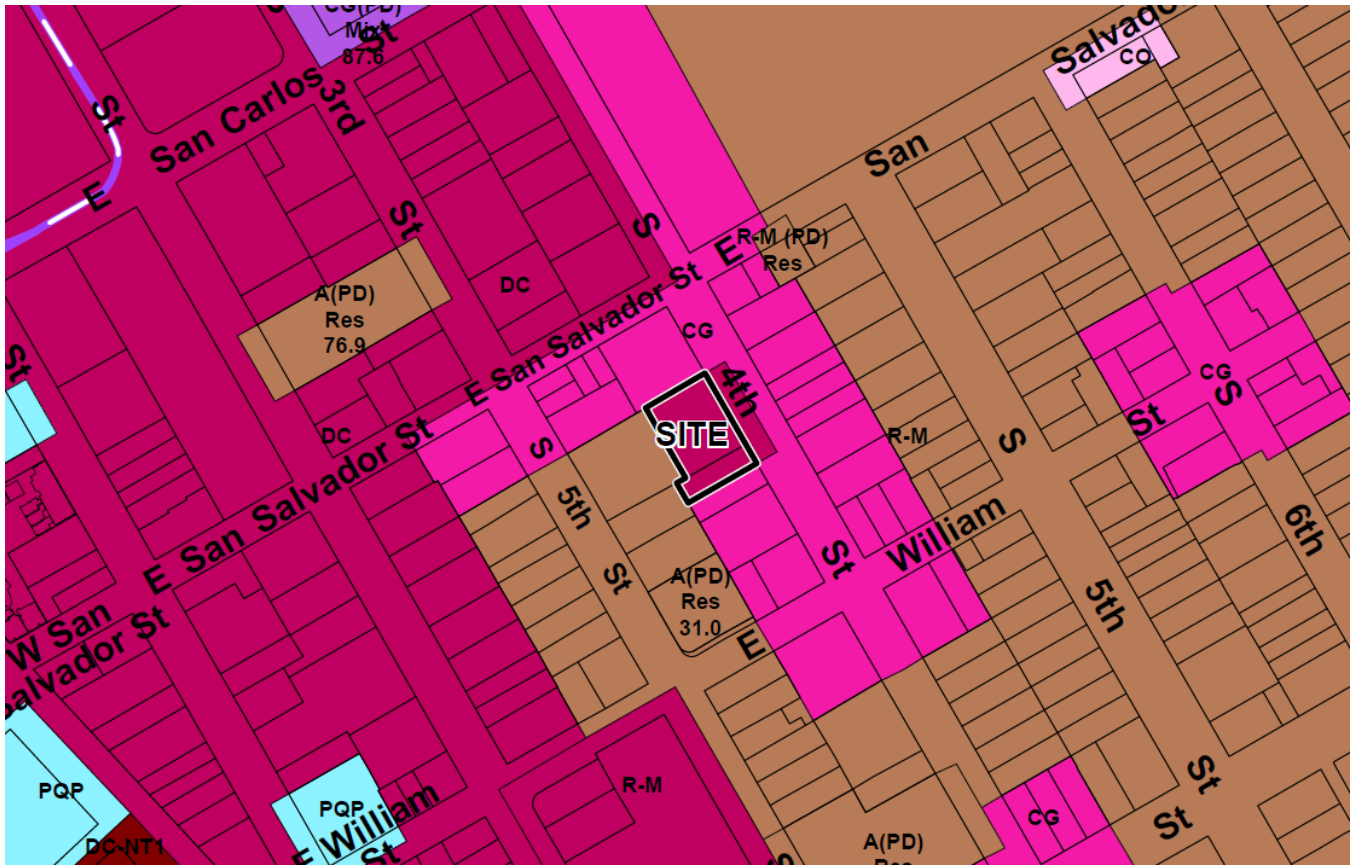 CG(PD)
Mix
87.6
St
E San Carlos
St
3rd
St
S
E San Salvador St
E San
Salvador
CO
R-M (PD)
Res
A(PD)
Res
76.9
DC
CG
St
4th
SITE
DC
E San Salvador St
S
5th
St
R-M
S
CG
S
St
William
St
6th
5th
A(PD)
Res
31.0
E
W San
Salvador St
PQP
DC-NT1
PQP
E William
St
R-M
S
A(PD)
Res
CG
St
St